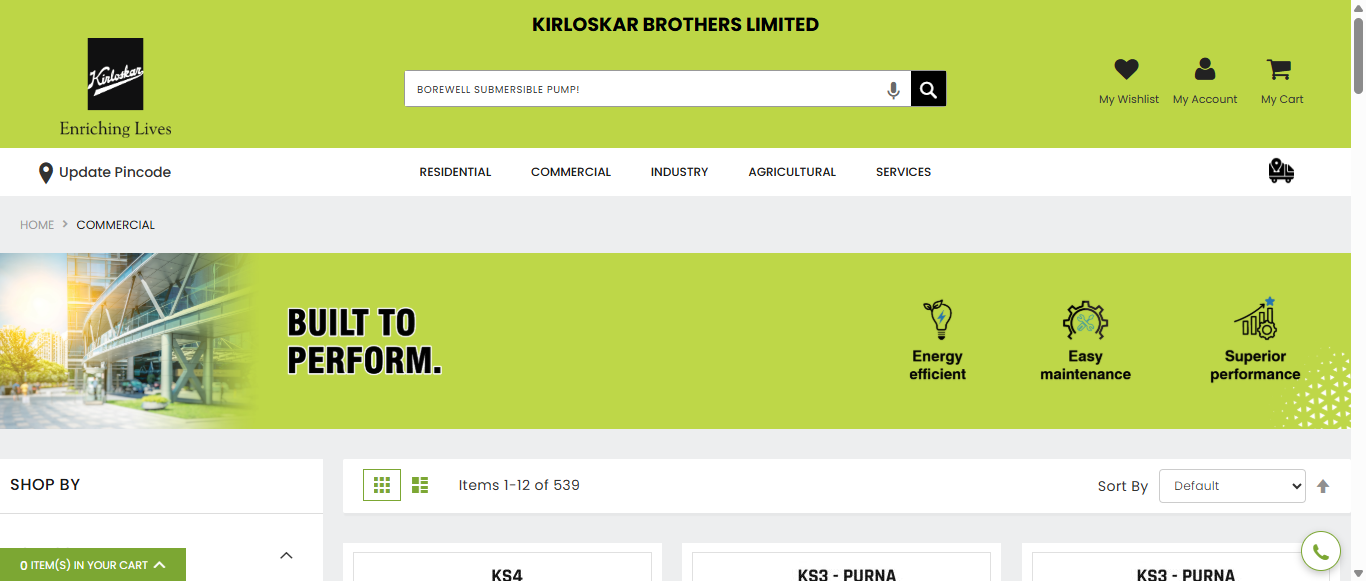 KIRLOSKAR BROTHERS LIMITED
Kirloskar
Enriching Lives
BOREWELL SUBMERSIBLE PUMP!
My Wishlist
My Account
My Cart
Update Pincode
RESIDENTIAL
COMMERCIAL
INDUSTRY
AGRICULTURAL
SERVICES
HOME
COMMERCIAL
BUILT TO
PERFORM.
Energy
efficient
Easy
maintenance
Superior
performance
SHOP BY
Items 1-12 of 539
Sort By
Default
0 ITEM(S) IN YOUR CART
KS4
KS3 - PURNA
KS3 - PURNA